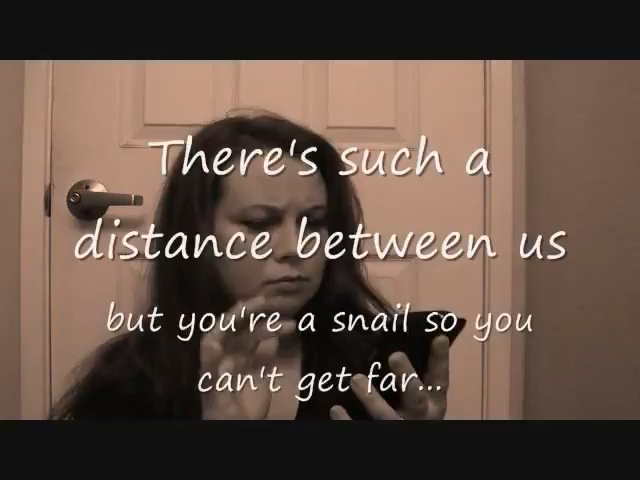 There's such a
distance between us
but you're a snail so you
can't get far...